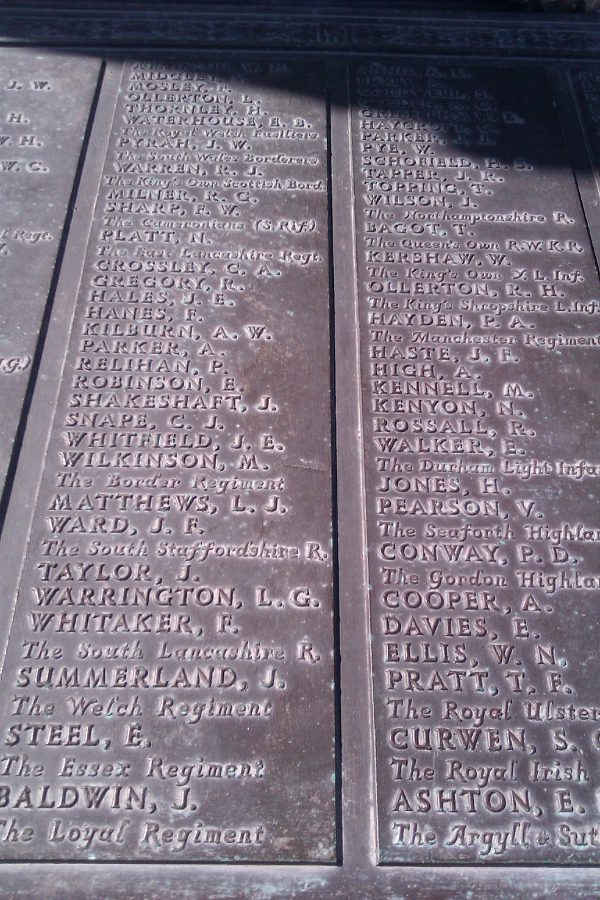 J. W.
H.
W. H.
W. G.
Regt.
MIDGLEY, R.
MOSLEY, F.
OLLERTON, L.
THORNLEY, H.
WATERHOUSE, E. B.
The Royal Welch Fusiliers
PYRAH, J. W.
The South Wales Borderers
WARREN, R. J.
The King's Own Scottish Bord.
MILNER, R. G.
SHARP, F. W.
The Cameronians (S. Rif.)
PLATT, N.
The East Lancashire Regt.
CROSSLEY, C. A.
GREGORY, R.
HALES, J. E.
HANES, F.
KILBURN, A. W.
PARKER, A.
RELIHAN, P.
ROBINSON, E.
SHAKESHAFT, J.
SNAPE, C. J.
WHITFIELD, J. E.
WILKINSON, M.
The Border Regiment
MATTHEWS, L. J.
WARD, J. F.
The South Staffordshire R.
TAYLOR, J.
WARRINGTON, L. G.
WHITAKER, F.
The South Lancashire R.
SUMMERLAND, J.
The Welch Regiment
STEEL, E.
The Essex Regiment
BALDWIN, J.
The Loyal Regiment
PARKER,
PYE, W.
SCHOFIELD, H. S.
TAPPER, J. R.
TOPPING, T.
WILSON, J.
The Northamptonshire R.
BAGOT, T.
The Queen's Own R.W.K.R.
KERSHAW, W.
The King's Own Y. L. Inf.
OLLERTON, R. H.
The King's Shropshire L. Inf.
HAYDEN, P. A.
The Manchester Regiment
HASTE, J. F.
HIGH, A.
KENNELL, M.
KENYON, N.
ROSSALL, R.
WALKER, E.
The Durham Light Infa
JONES, H.
PEARSON, V.
The Seaforth Highlan
CONWAY, P. D.
The Gordon Highlan
COOPER, A.
DAVIES, E.
ELLIS, W. N.
PRATT, T. F.
The Royal Ulster
CURWEN, S.
The Royal Irish
ASHTON, E.
The Argyll & Sut